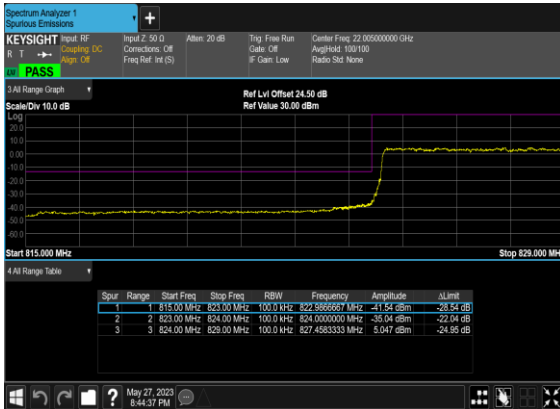 Spectrum Analyzer 1
Spurious Emissions
+
KEYSIGHT Input: RF Input Z: 50 Ω Atten: 20 dB Trig: Free Run Center Freq: 22.005000000 GHz
R T Coupling: DC Corrections: Off Gate: Off Avg|Hold: 100/100
Align: Off Freq Ref: Int (S) IF Gain: Low Radio Std: None
PASS
3 All Range Graph
Ref Lvl Offset 24.50 dB
Scale/Div 10.0 dB Ref Value 30.00 dBm
Log
20.0
10.0
0.00
-10.0
-20.0
-30.0
-40.0
-50.0
-60.0
Start 815.000 MHz Stop 829.000 MH
4 All Range Table
Spur Range Start Freq Stop Freq RBW Frequency Amplitude ΔLimit
1 1 815.00 MHz 823.00 MHz 100.0 kHz 822.9866667 MHz -41.54 dBm -28.54 dB
2 2 823.00 MHz 824.00 MHz 100.0 kHz 824.0000000 MHz -35.04 dBm -22.04 dB
3 3 824.00 MHz 829.00 MHz 100.0 kHz 827.4583333 MHz 5.047 dBm -24.95 dB
? May 27, 2023
8:44:37 PM